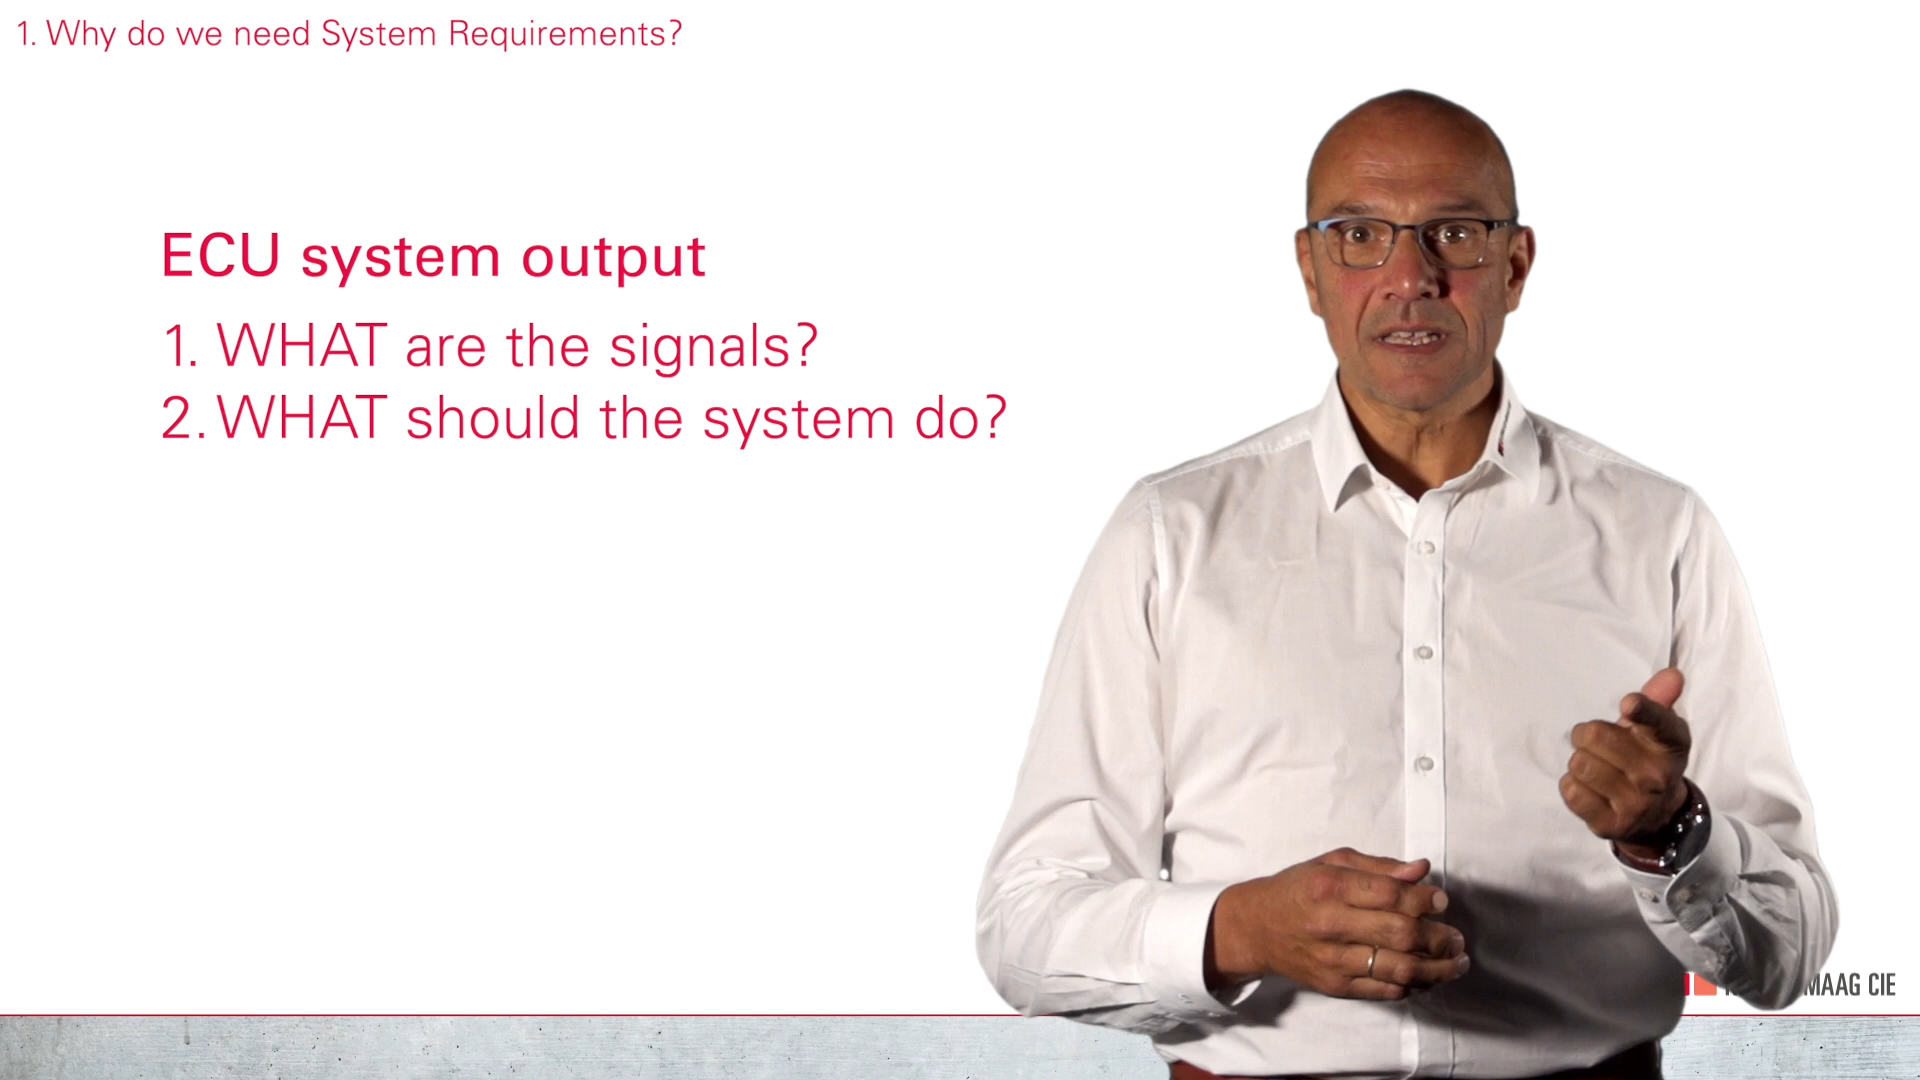 1. Why do we need System Requirements?
ECU system output
1. WHAT are the signals?
2. WHAT should the system do?
MAAG CIE